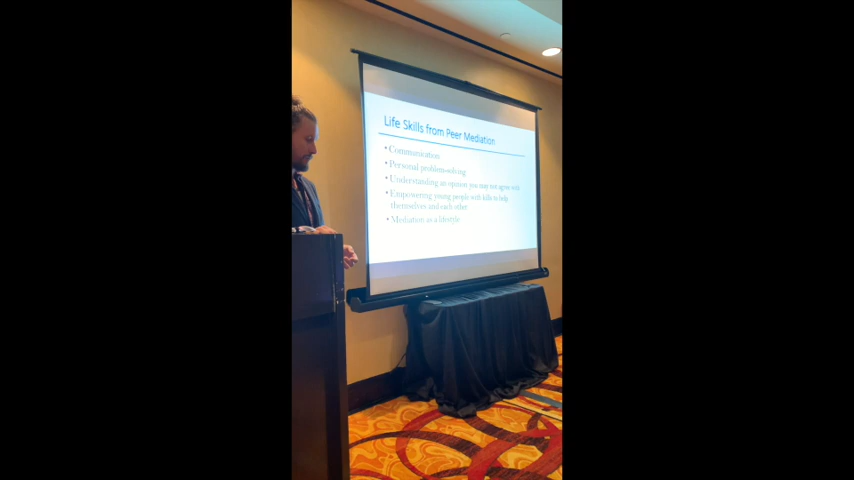 Life Skills from Peer Mediation
• Communication
• Personal problem-solving
• Understanding an opinion you may not agree with
• Empowering young people with skills to help
themselves and each other
• Mediation as a lifestyle